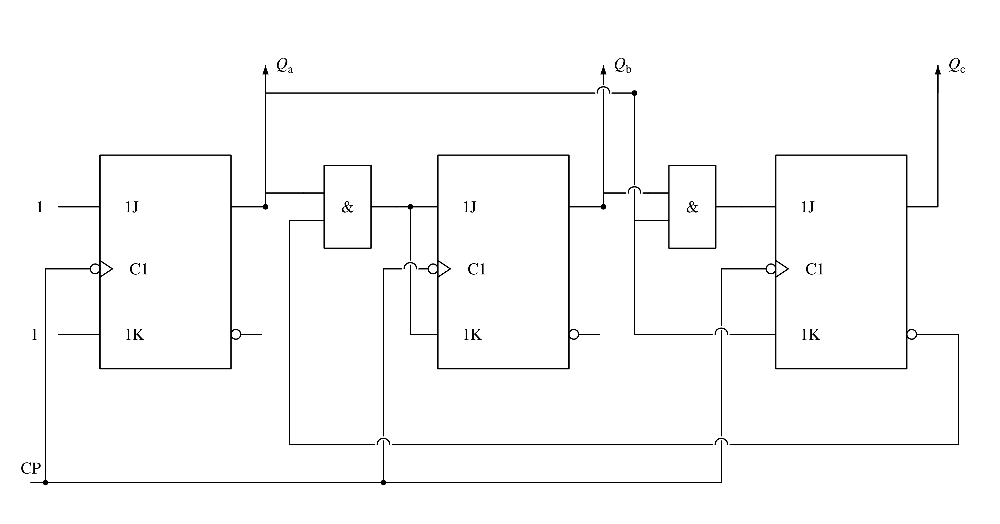 Qa Qb Qc
1 1J & 1J & 1J
C1 C1 C1
1 1K 1K 1K
CP